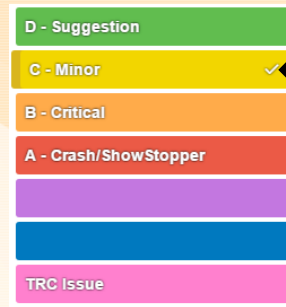 D - Suggestion
C - Minor
B - Critical
A - Crash/ShowStopper
TRC Issue